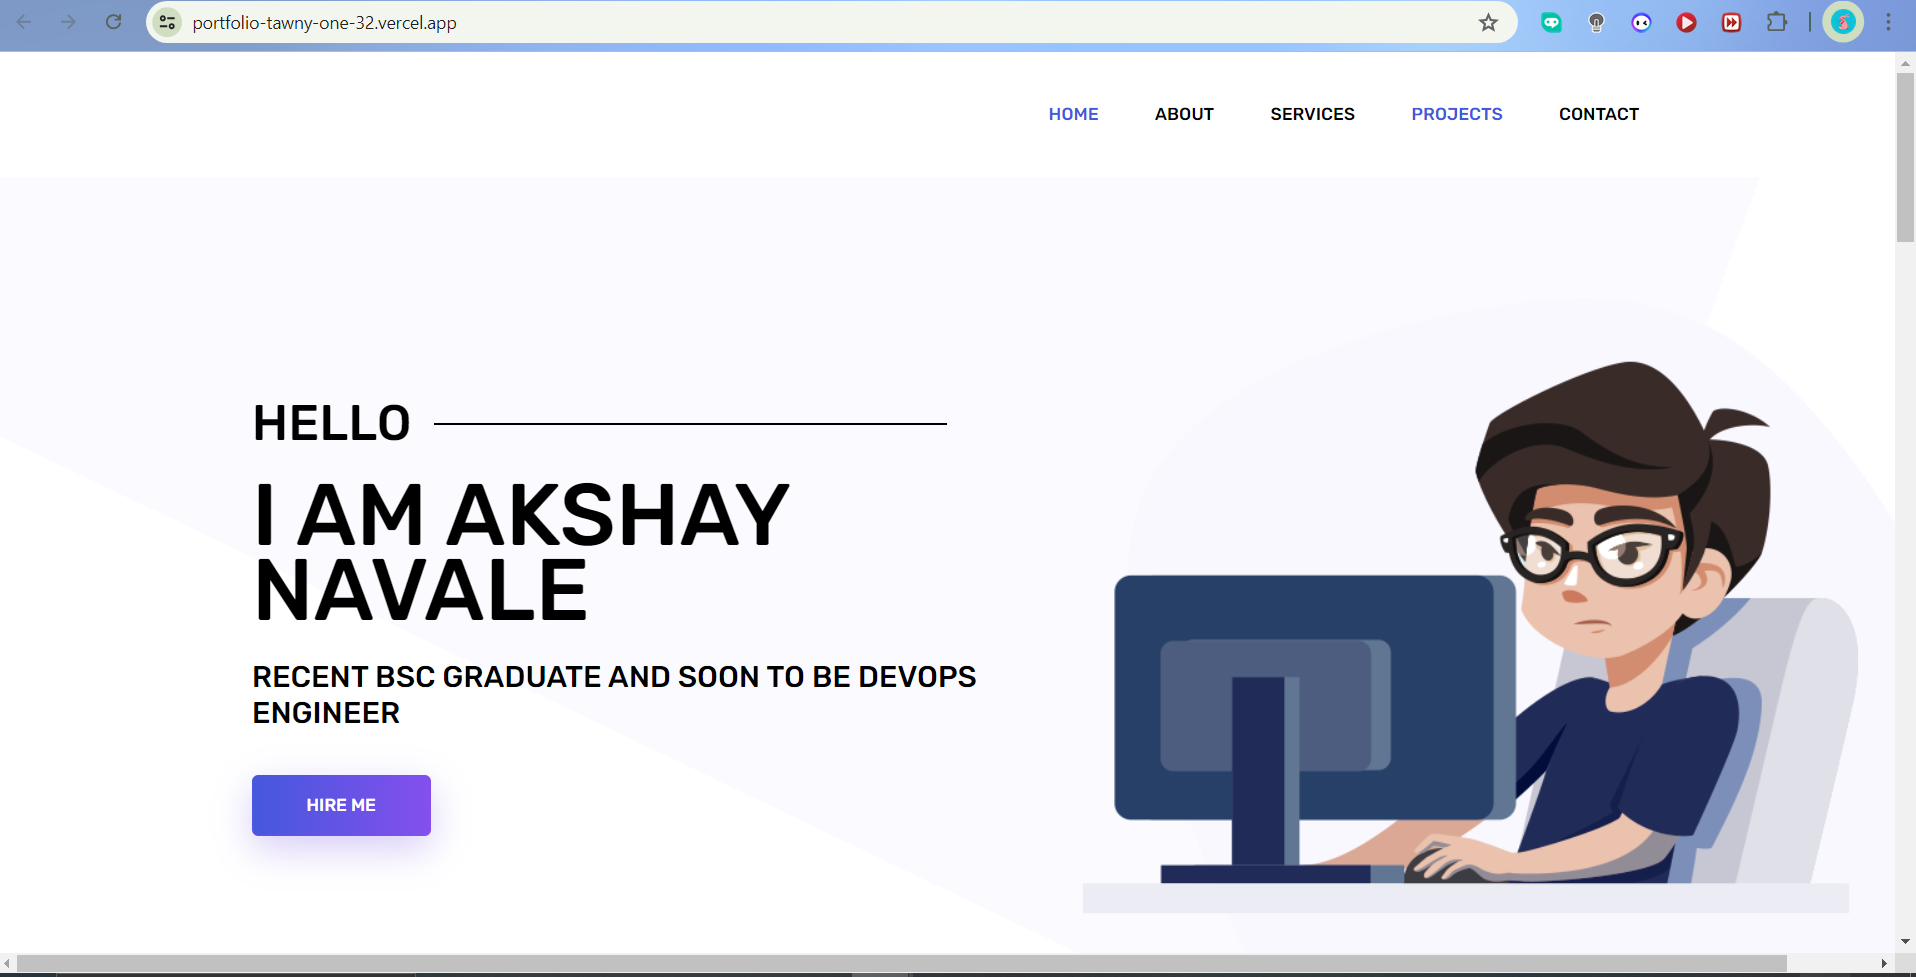 portfolio-tawny-one-32.vercel.app
HOME ABOUT SERVICES PROJECTS CONTACT
HELLO
I AM AKSHAY
NAVALE
RECENT BSC GRADUATE AND SOON TO BE DEVOPS
ENGINEER
HIRE ME